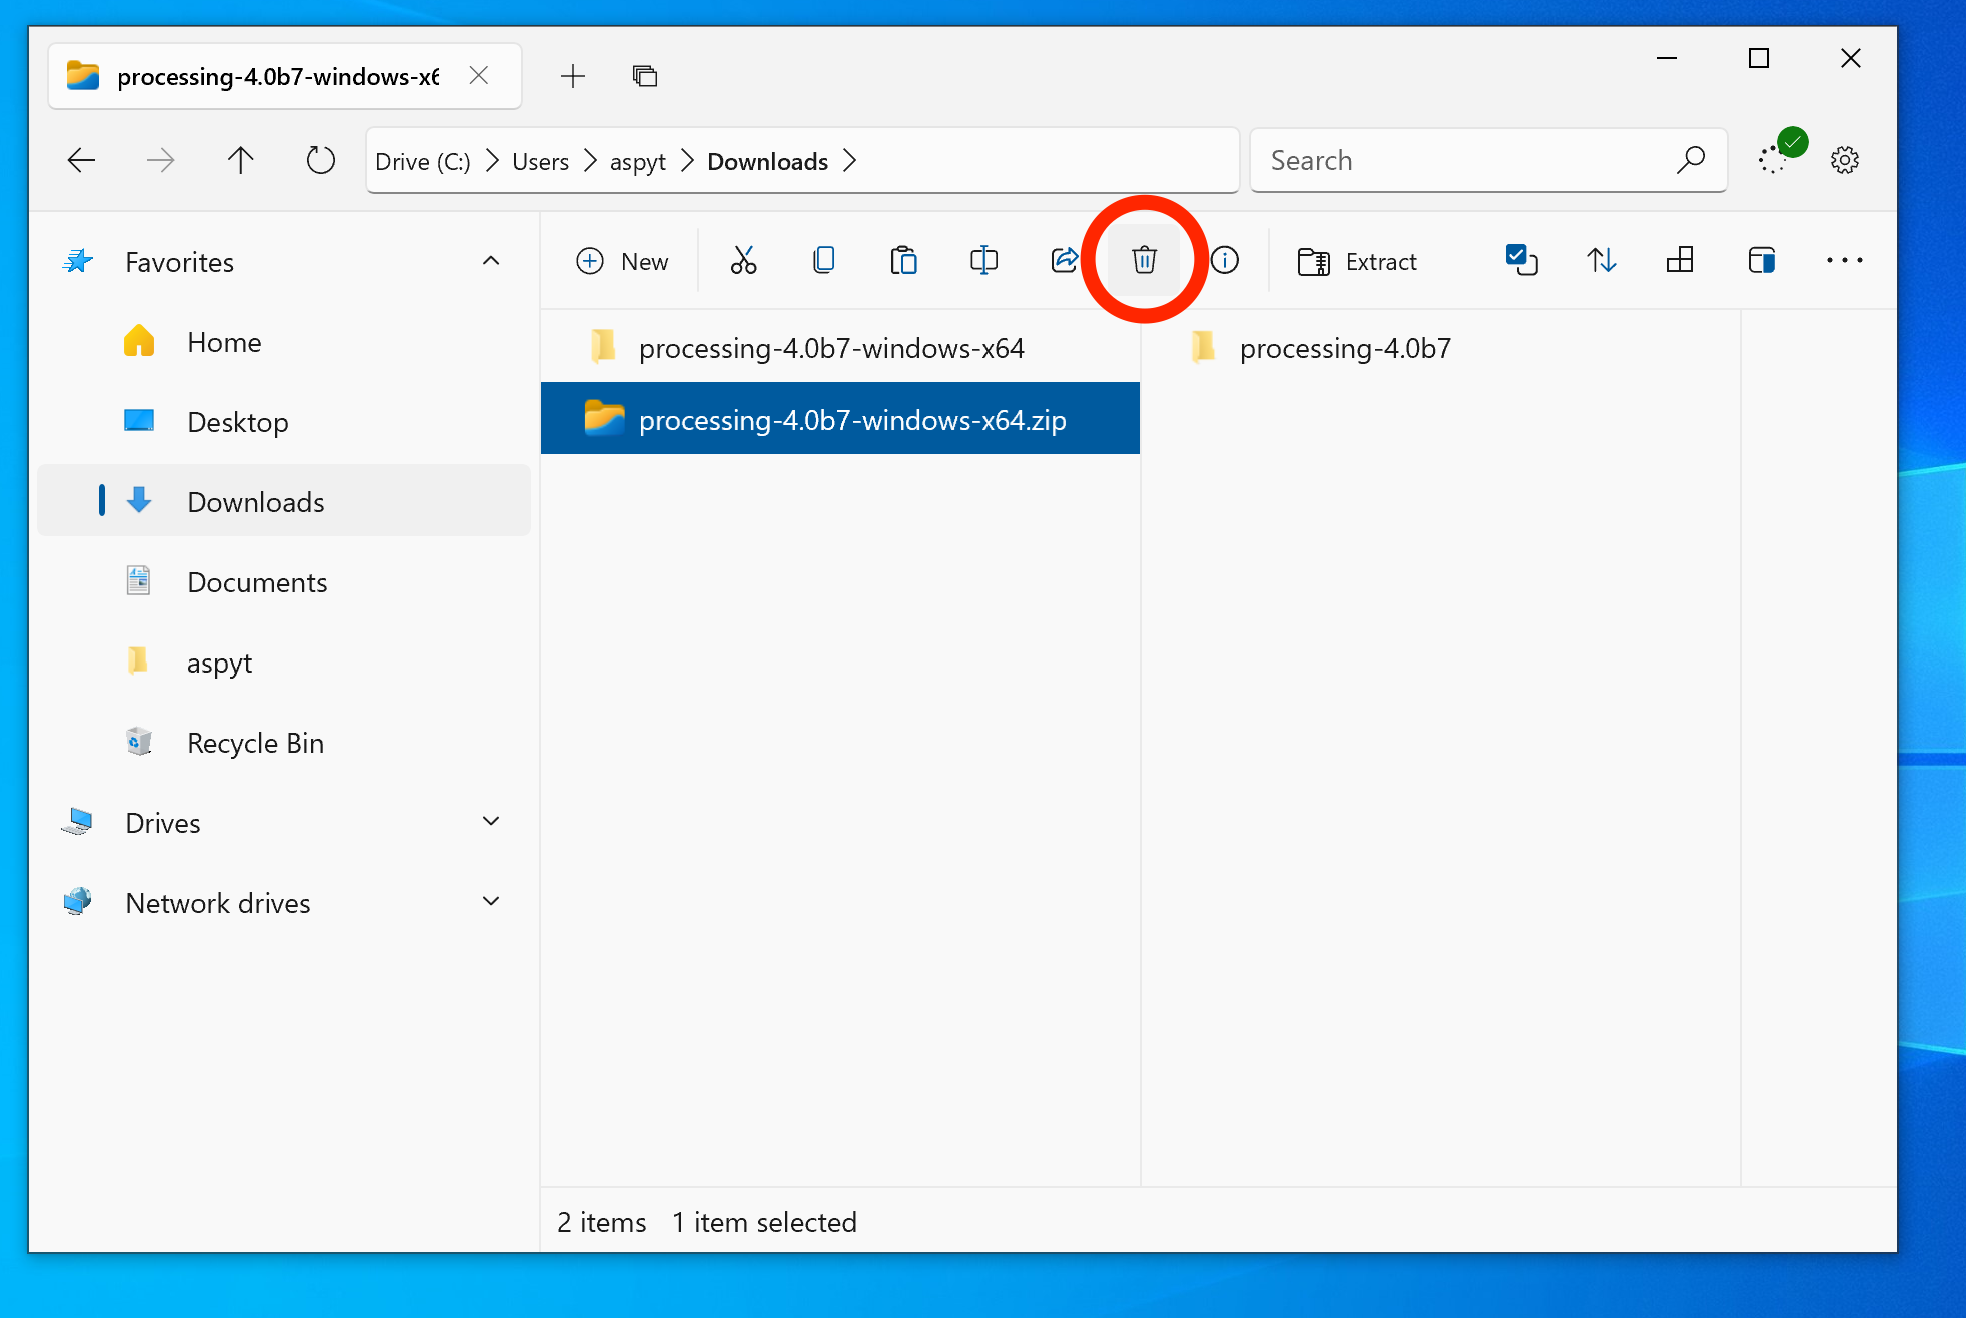 processing-4.0b7-windows-x6
Drive (C:) Users aspyt Downloads
Search
Favorites
Home
Desktop
Downloads
Documents
aspyt
Recycle Bin
Drives
Network drives
New
Extract
processing-4.0b7-windows-x64
processing-4.0b7-windows-x64.zip
processing-4.0b7
2 items 1 item selected